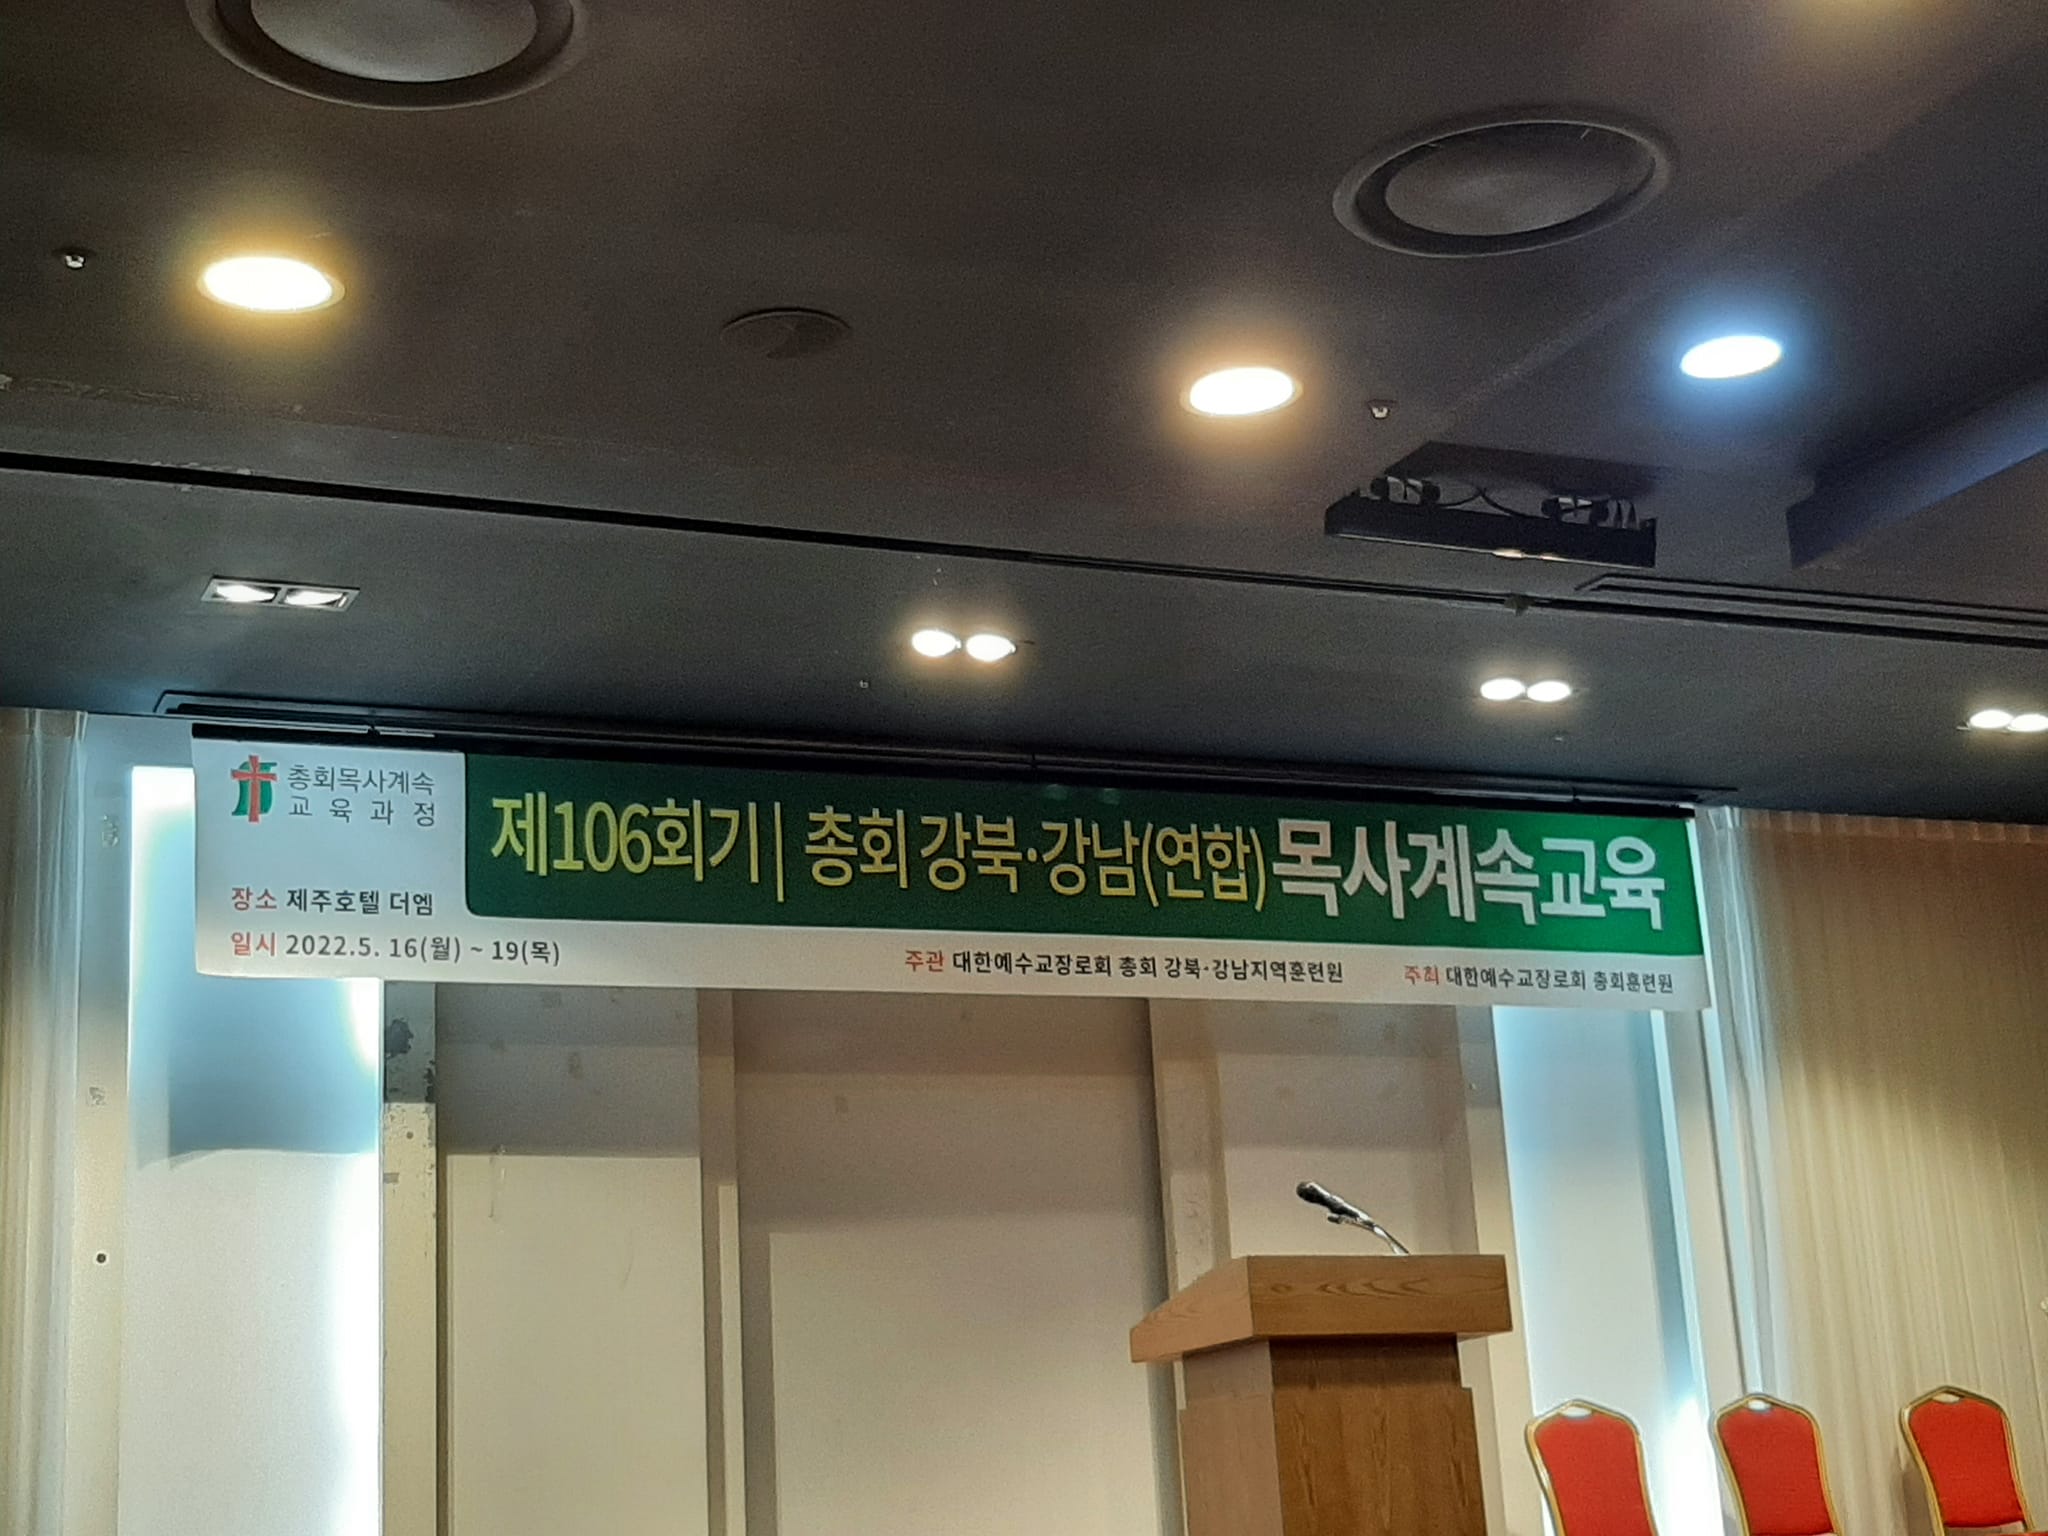 총회목사계속
교육과정
제106회기 | 총회 강북·강남(연합) 목사계속교육
장소 제주호텔 더엠
일시 2022.5. 16(월) ~ 19(목)
주관 대한예수교장로회 총회 강북·강남지역훈련원
주최 대한예수교장로회 총회훈련원